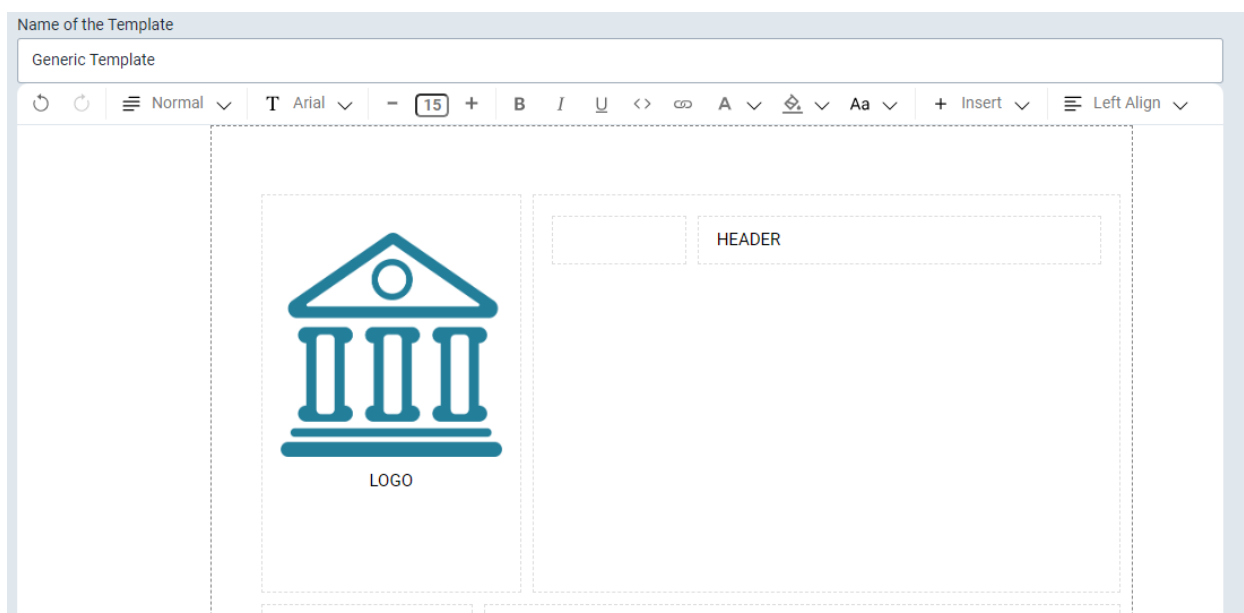 Name of the Template
Generic Template
Normal T Arial - 15 + B I U <> A Aa + Insert Left Align
HEADER
LOGO